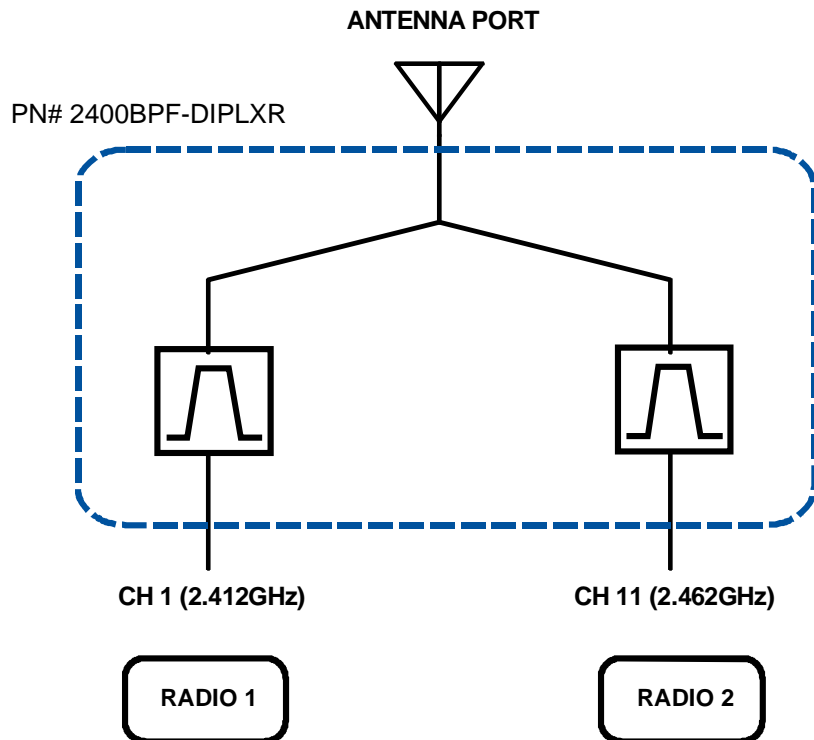 ANTENNA PORT
PN# 2400BPF-DIPLXR
CH 1 (2.412GHz)
CH 11 (2.462GHz)
RADIO 1
RADIO 2